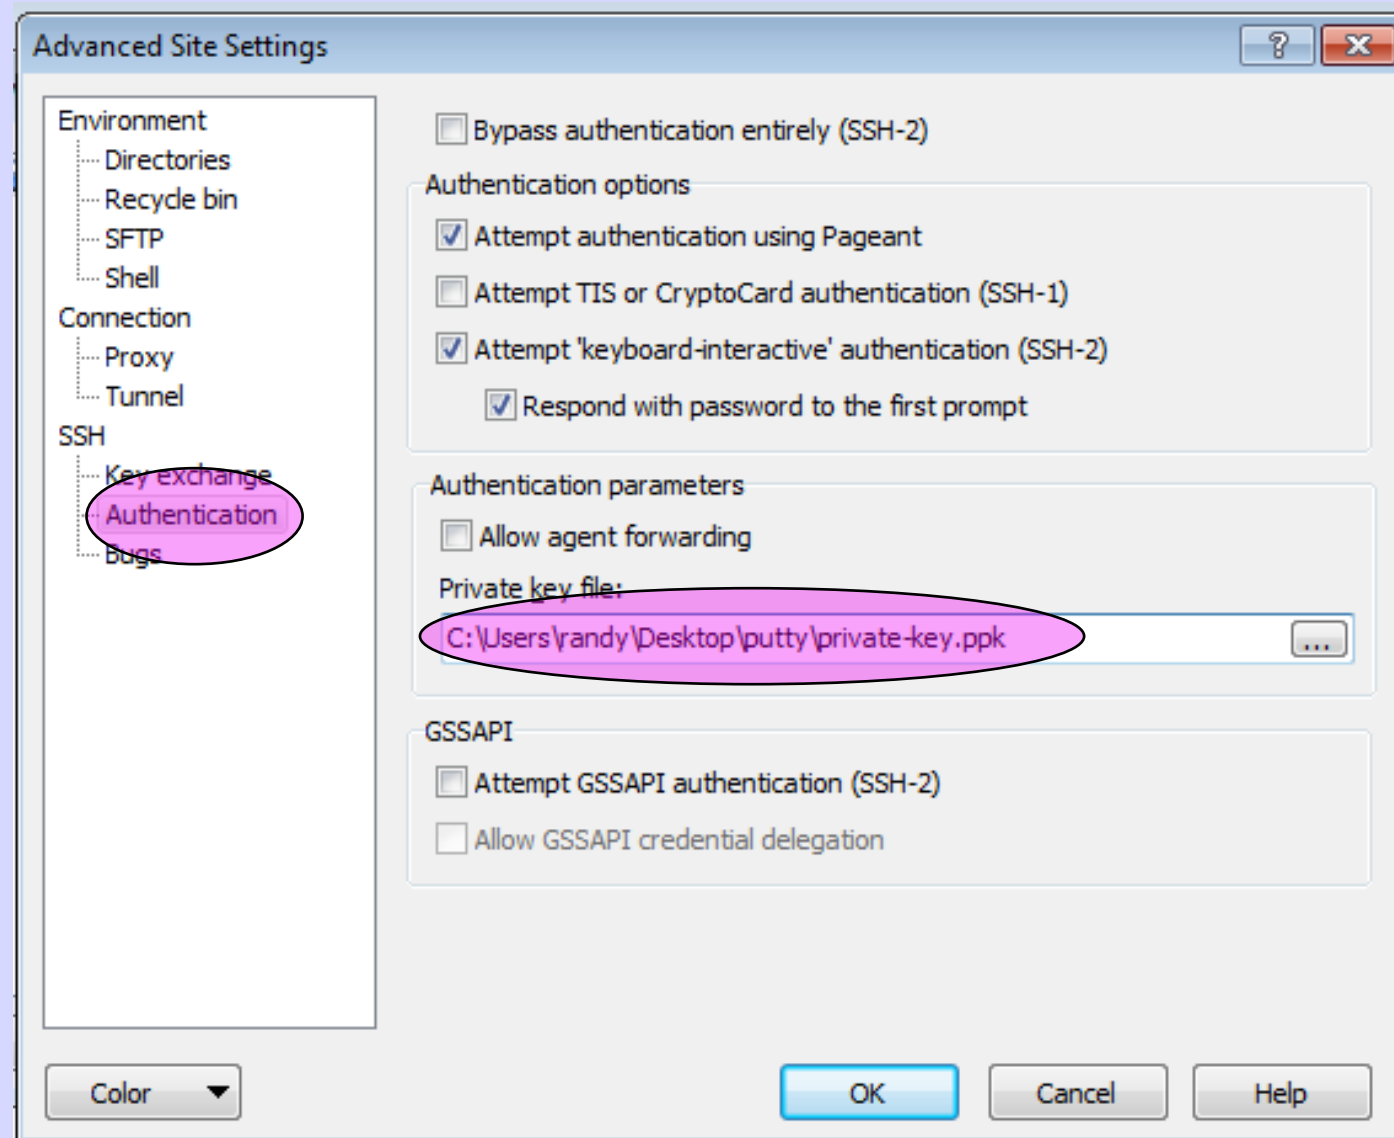 Advanced Site Settings
Environment
Directories
Recycle bin
SFTP
Shell
Connection
Proxy
Tunnel
SSH
Key exchange
Authentication
Bugs
Bypass authentication entirely (SSH-2)
Authentication options
Attempt authentication using Pageant
Attempt TIS or CryptoCard authentication (SSH-1)
Attempt 'keyboard-interactive' authentication (SSH-2)
Respond with password to the first prompt
Authentication parameters
Allow agent forwarding
Private key file:
C:\Users\randy\Desktop\putty\private-key.ppk
...
GSSAPI
Attempt GSSAPI authentication (SSH-2)
Allow GSSAPI credential delegation
Color
OK
Cancel
Help